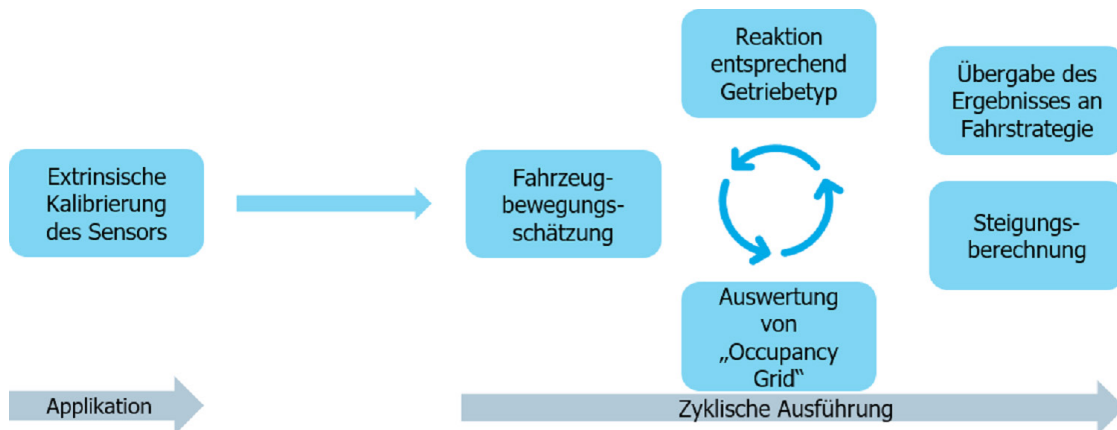 Extrinsische
Kalibrierung
des Sensors
Fahrzeug-
bewegungs-
schätzung
Reaktion
entsprechend
Getriebetyp
Auswertung
von
„Occupancy
Grid“
Übergabe des
Ergebnisses an
Fahrstrategie
Steigungs-
berechnung
Applikation
Zyklische Ausführung